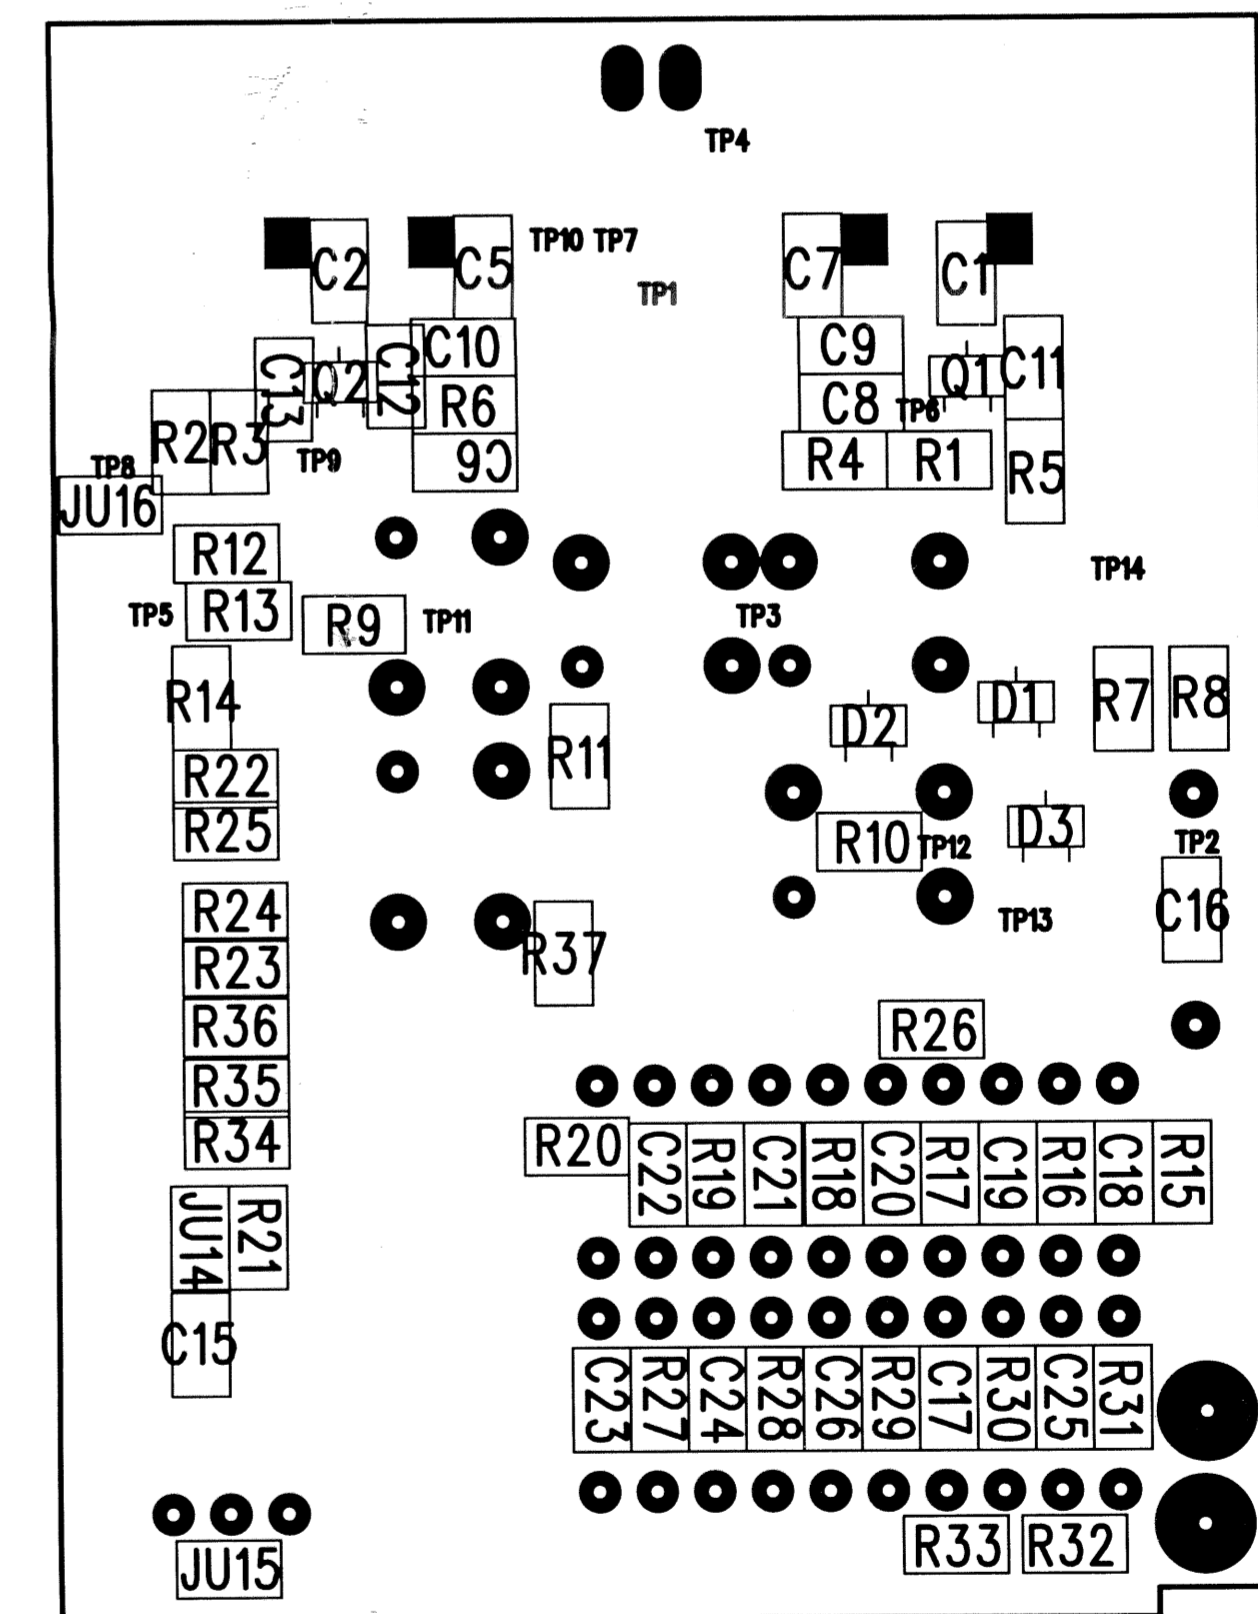 TP4
TP10 TP7
C2
C5
C7
C1
TP1
C10
C9
C11
C13
Q2
C12
Q1
R6
C8
TP6
R2
R3
TP9
C6
R4
R1
R5
TP8
JU16
R12
TP14
TP5
R13
R9
TP11
TP3
R14
D2
D1
R7
R8
R22
R11
R25
R10
TP12
D3
TP2
R24
TP13
C16
R23
R37
R36
R26
R35
R34
R20
C22
R19
C21
R18
C20
R17
C19
R16
C18
R15
JU14
R21
C15
C23
R27
C24
R28
C26
R29
C17
R30
C25
R31
R33
R32
JU15